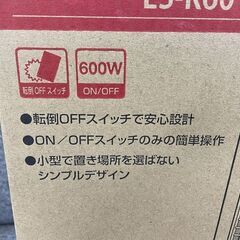 転倒OFFスイッチ
600W
ON/OFF
●転倒OFFスイッチで安心設計
●ON/OFFスイッチのみの簡単操作
●小型で置き場所を選ばない
シンプルデザイン